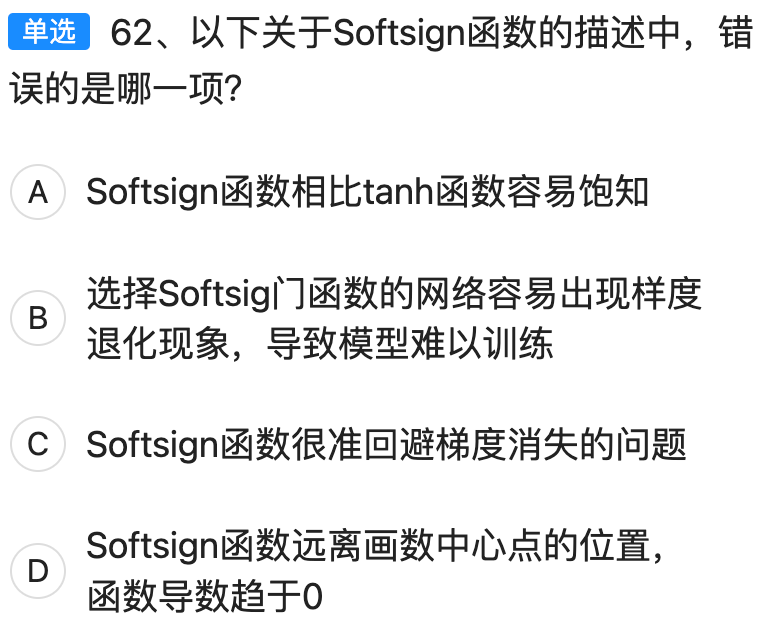 单选 62、以下关于Softsign函数的描述中，错
误的是哪一项?
A Softsign函数相比tanh函数容易饱知
B 选择Softsig门函数的网络容易出现样度
退化现象，导致模型难以训练
C Softsign函数很准回避梯度消失的问题
D Softsign函数远离画数中心点的位置，
函数导数趋于0